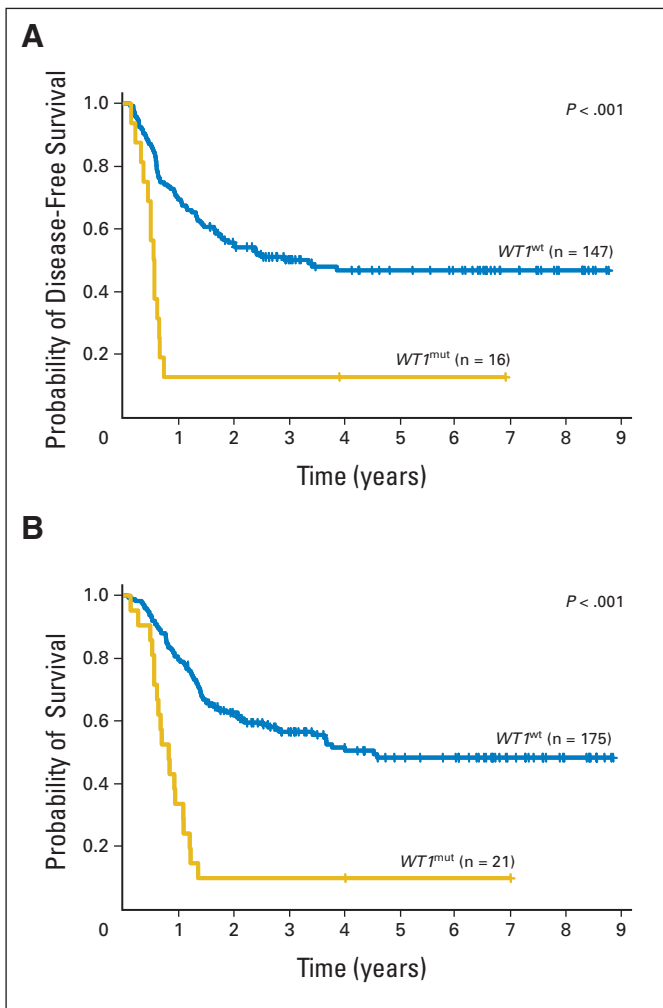 A
Probability of Disease-Free Survival
1.0
0.8
0.6
0.4
0.2
0
1 2 3 4 5 6 7 8 9
Time (years)
P < .001
WT1wt (n = 147)
WT1mut (n = 16)
B
Probability of Survival
1.0
0.8
0.6
0.4
0.2
0
1 2 3 4 5 6 7 8 9
Time (years)
P < .001
WT1wt (n = 175)
WT1mut (n = 21)